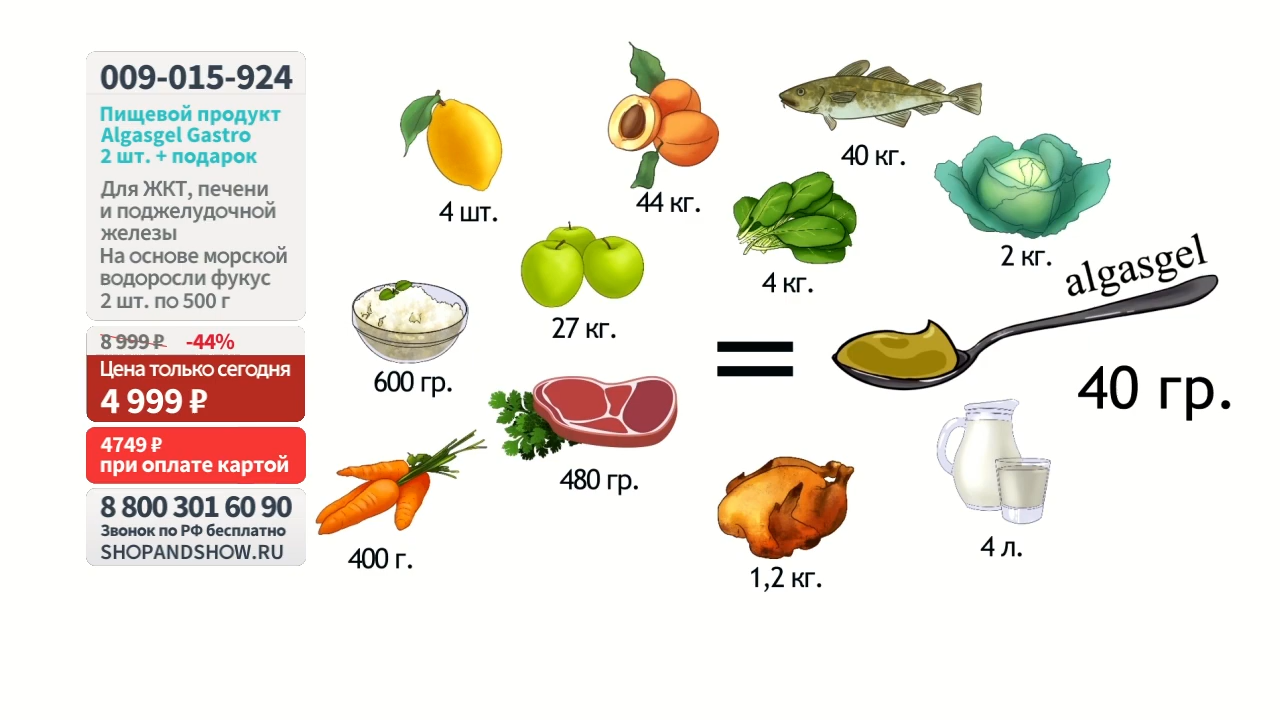 009-015-924
Пищевой продукт
Algasgel Gastro
2 шт. + подарок
Для ЖКТ, печени
и поджелудочной
железы
На основе морской
водоросли фукус
2 шт. по 500 г
8 999 ₽ -44%
Цена только сегодня
4 999 ₽
4749 ₽
при оплате картой
8 800 301 60 90
Звонок по РФ бесплатно
SHOPANDSHOW.RU
4 шт.
44 кг.
40 кг.
4 кг.
2 кг.
27 кг.
600 гр.
480 гр.
400 г.
1,2 кг.
4 л.
=
algasgel
40 гр.